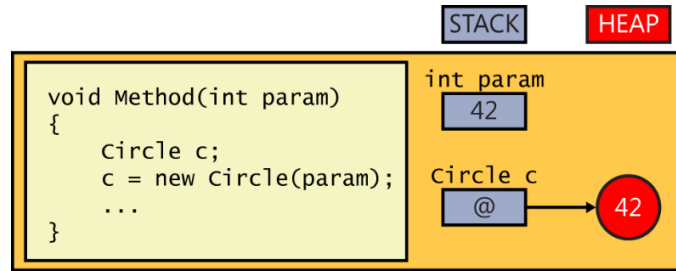 STACK HEAP
void Method(int param)
{
    Circle c;
    c = new Circle(param);
    ...
}
int param
42
Circle c
@
42